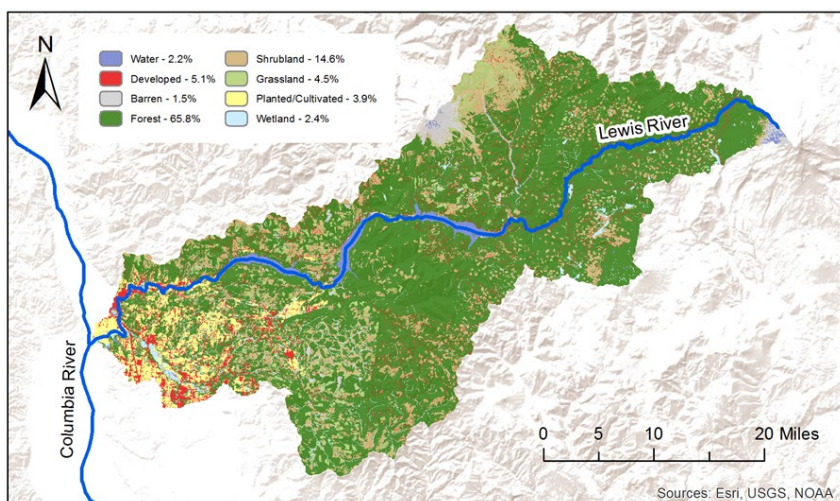 N
Water - 2.2%
Developed - 5.1%
Barren - 1.5%
Forest - 65.8%
Shrubland - 14.6%
Grassland - 4.5%
Planted/Cultivated - 3.9%
Wetland - 2.4%
Lewis River
Columbia River
0 5 10 20 Miles
Sources: Esri, USGS, NOAA